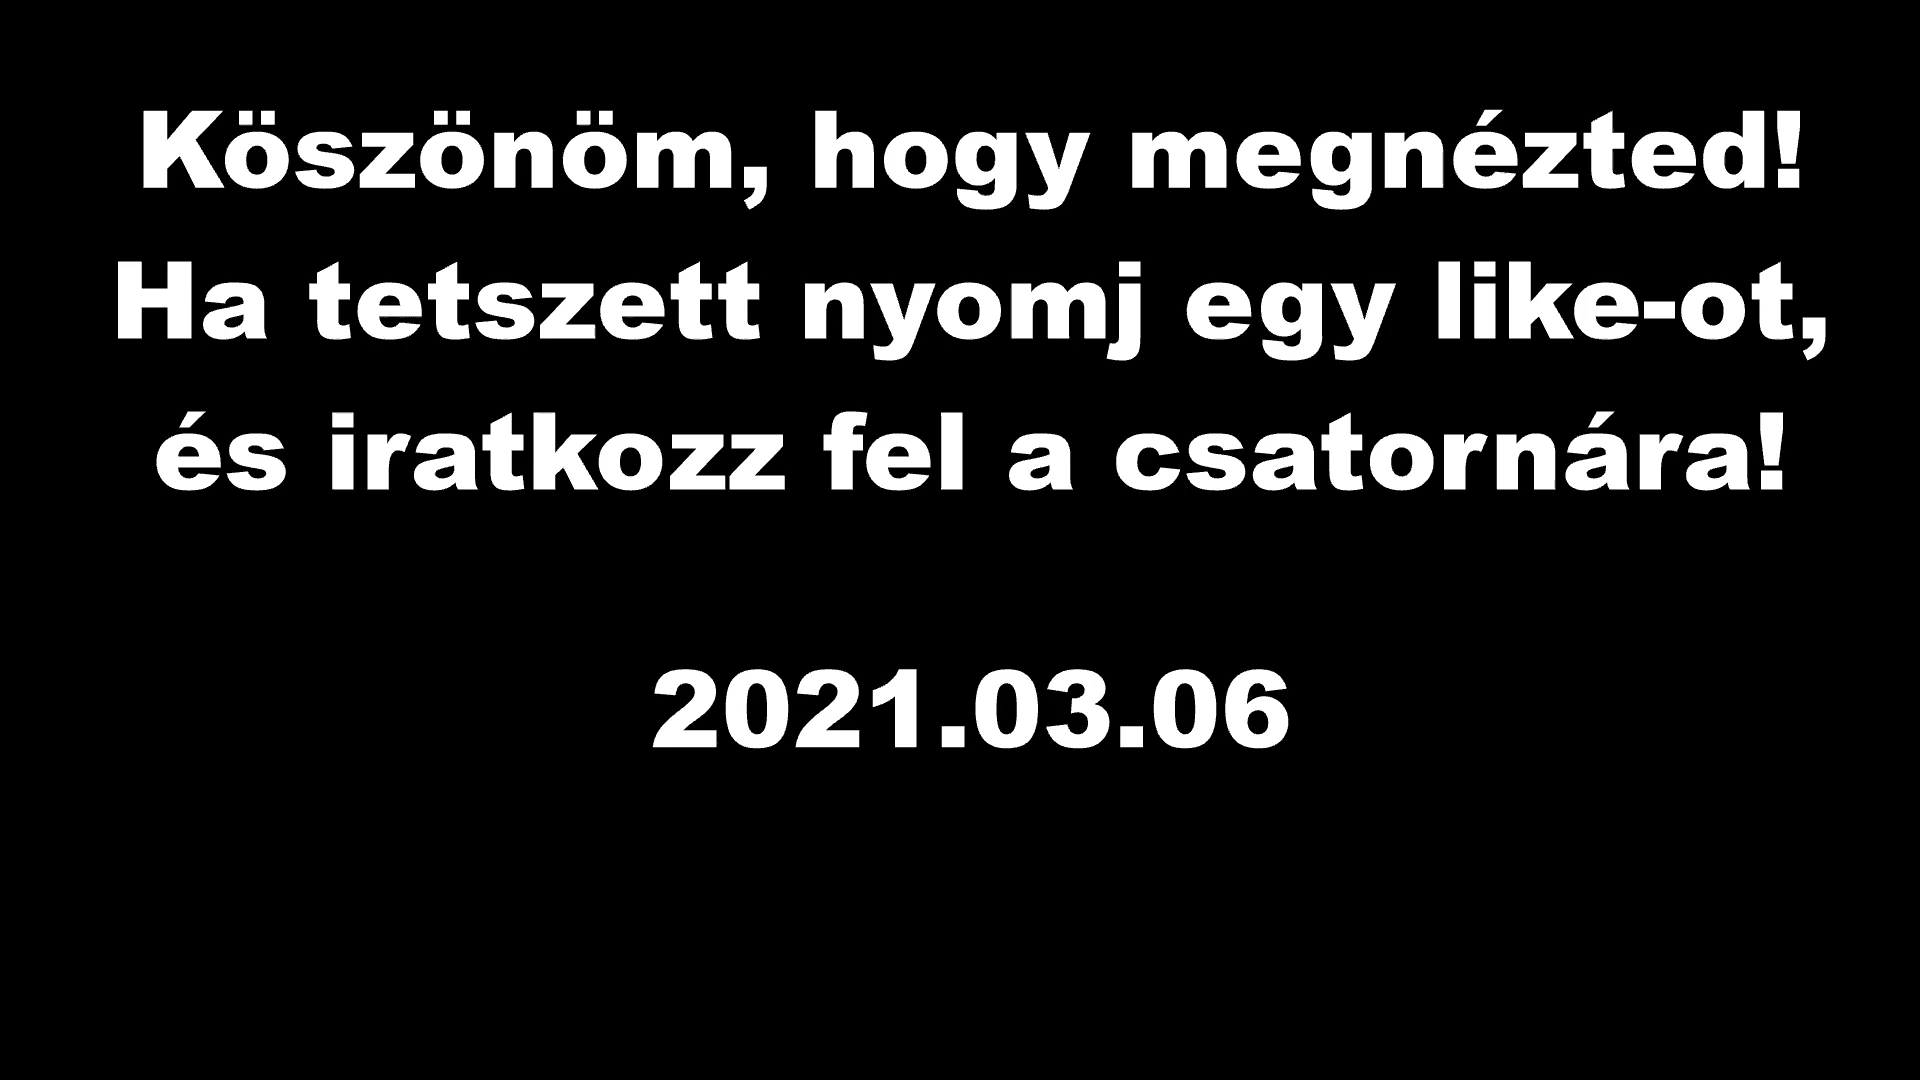 Köszönöm, hogy megnézted!
Ha tetszett nyomj egy like-ot,
és iratkozz fel a csatornára!
2021.03.06